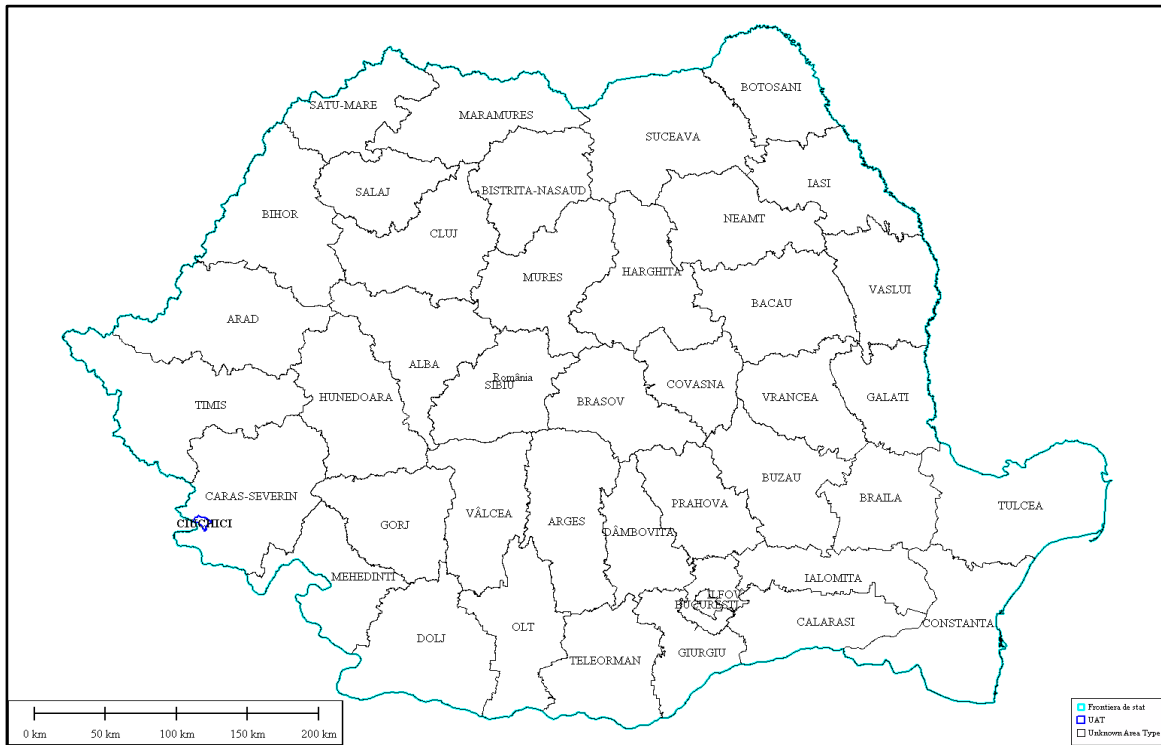 BOTOSANI
SATU-MARE
MARAMURES
SUCEAVA
IASI
SALAJ
BISTRITA-NASAUD
BIHOR
NEAMT
CLUJ
HARGHITA
MURES
VASLUI
BACAU
ARAD
ALBA
România
SIBIU
COVASNA
HUNEDOARA
VRANCEA
GALATI
BRASOV
TIMIS
BUZAU
CARAS-SEVERIN
BRAILA
PRAHOVA
TULCEA
VÂLCEA
ARGES
CIUCHICI
GORJ
DÂMBOVITA
MEHEDINTI
IALOMITA
ILFOV
BUCURESTI
CALARASI
CONSTANTA
OLT
DOLJ
GIURGIU
TELEORMAN
0 km 50 km 100 km 150 km 200 km
Frontiera de stat
UAT
Unknown Area Type